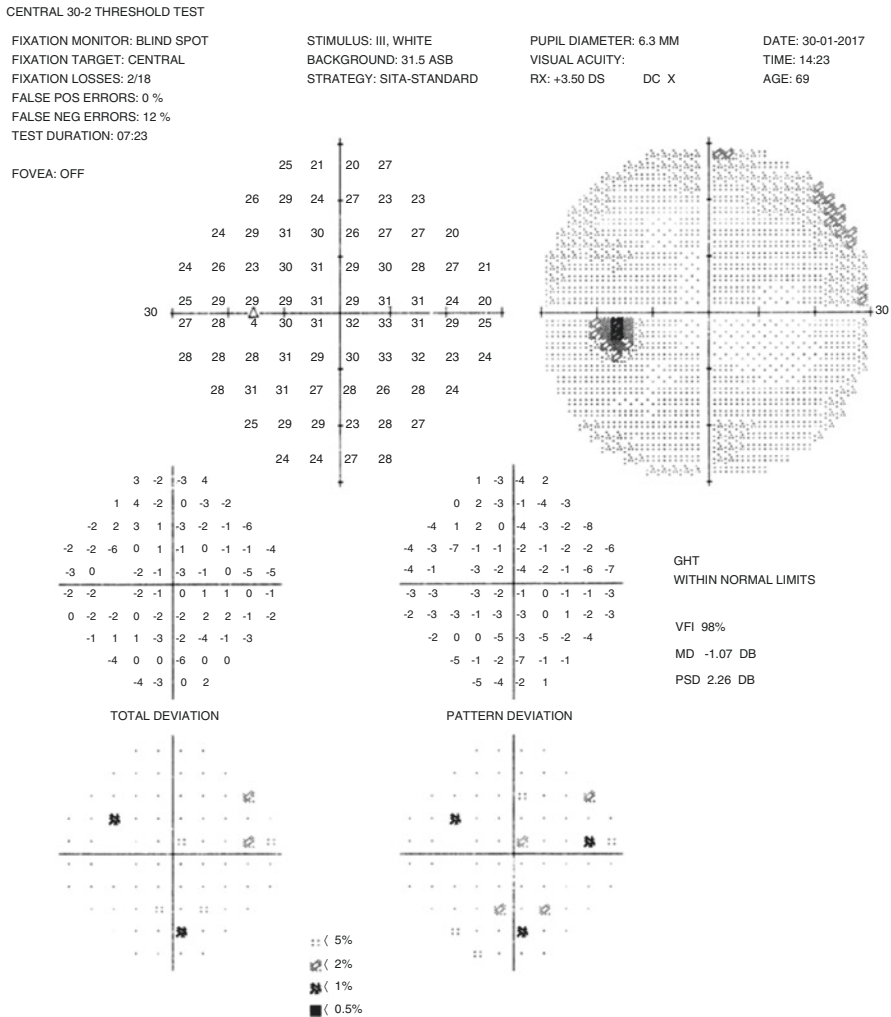 CENTRAL 30-2 THRESHOLD TEST
FIXATION MONITOR: BLIND SPOT STIMULUS: III, WHITE PUPIL DIAMETER: 6.3 MM DATE: 30-01-2017
FIXATION TARGET: CENTRAL BACKGROUND: 31.5 ASB VISUAL ACUITY: TIME: 14:23
FIXATION LOSSES: 2/18 STRATEGY: SITA-STANDARD RX: +3.50 DS DC X AGE: 69
FALSE POS ERRORS: 0 %
FALSE NEG ERRORS: 12 %
TEST DURATION: 07:23
FOVEA: OFF
25 21 20 27
26 29 24 27 23 23
24 29 31 30 26 27 27 20
24 26 23 30 31 29 30 28 27 21
25 29 29 29 31 29 31 31 24 20
30 30
27 28 4 30 31 32 33 31 29 25
28 28 28 31 29 30 33 32 23 24
28 31 31 27 28 26 28 24
25 29 29 23 28 27
24 24 27 28
3 -2 -3 4 1 -3 -4 2
1 4 -2 0 -3 -2 0 2 -3 -1 -4 -3
-2 2 3 1 -3 -2 -1 -6 -4 1 2 0 -4 -3 -2 -8
-2 -2 -6 0 1 -1 0 -1 -1 -4 -4 -3 -7 -1 -1 -2 -1 -2 -2 -6
-3 0 -2 -1 -3 -1 0 -5 -5 -4 -1 -3 -2 -4 -2 -1 -6 -7
-2 -2 -2 -1 0 1 1 0 -1 -3 -3 -3 -2 -1 0 -1 -1 -3
0 -2 -2 0 -2 -2 2 2 -1 -2 -2 -3 -3 -1 -3 -3 0 1 -2 -3
-1 1 1 -3 -2 -4 -1 -3 -2 0 0 -5 -3 -5 -2 -4
-4 0 0 -6 0 0 -5 -1 -2 -7 -1 -1
-4 -3 0 2 -5 -4 -2 1
GHT
WITHIN NORMAL LIMITS
VFI 98%
MD -1.07 DB
PSD 2.26 DB
TOTAL DEVIATION PATTERN DEVIATION
< 5%
< 2%
< 1%
< 0.5%